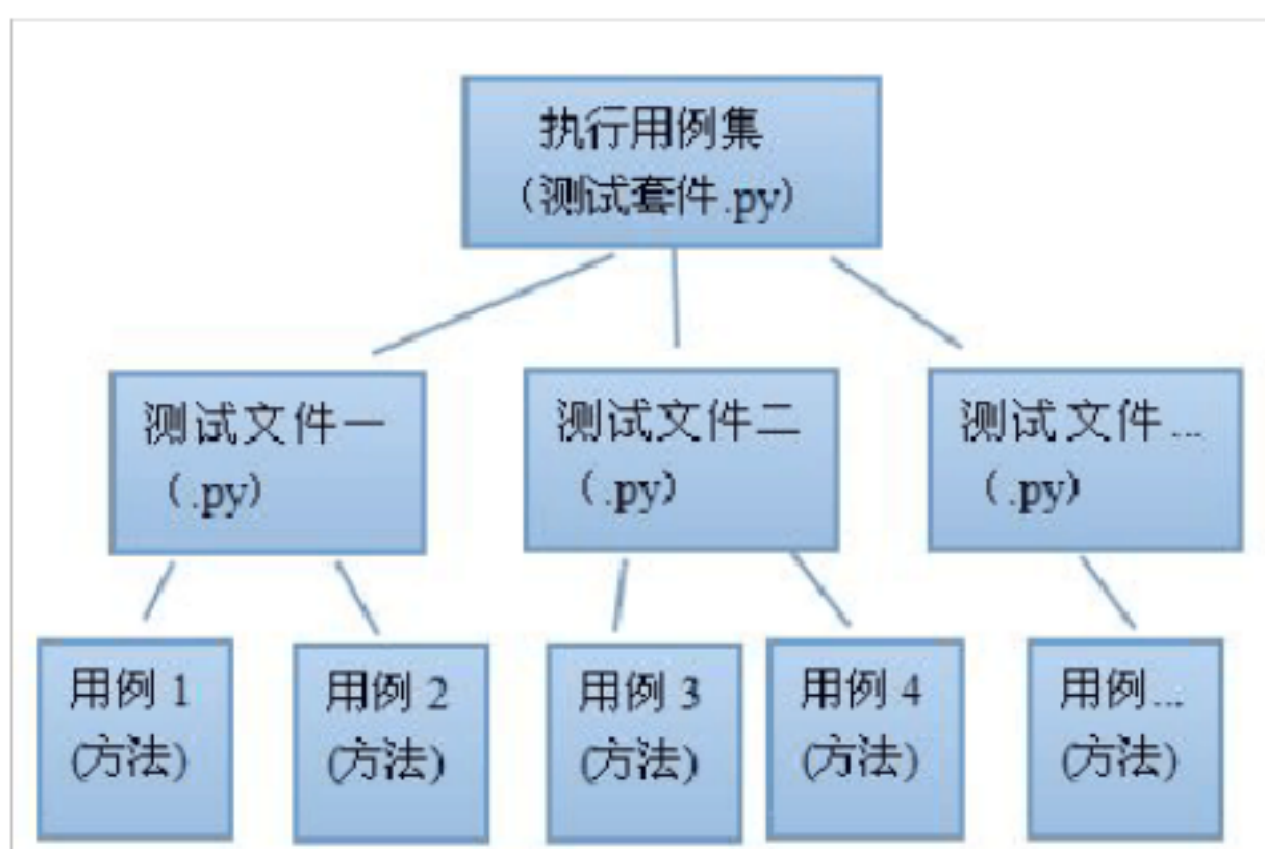 执行用例集
（测试套件.py）
测试文件一
（.py）
测试文件二
（.py）
测试文件...
（.py）
用例 1
(方法)
用例 2
(方法)
用例 3
(方法)
用例 4
(方法)
用例...
(方法)